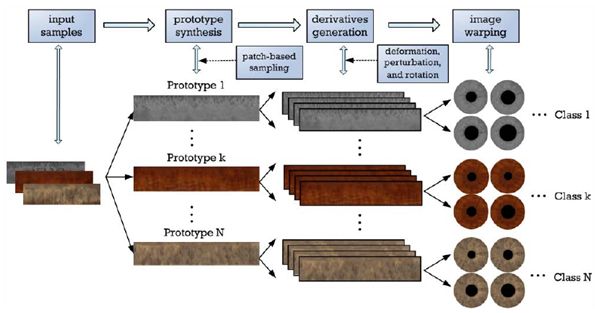 input
samples
prototype
synthesis
derivatives
generation
image
warping
patch-based
sampling
deformation,
perturbation,
and rotation
Prototype 1
... Class 1
Prototype k
... Class k
Prototype N
... Class N